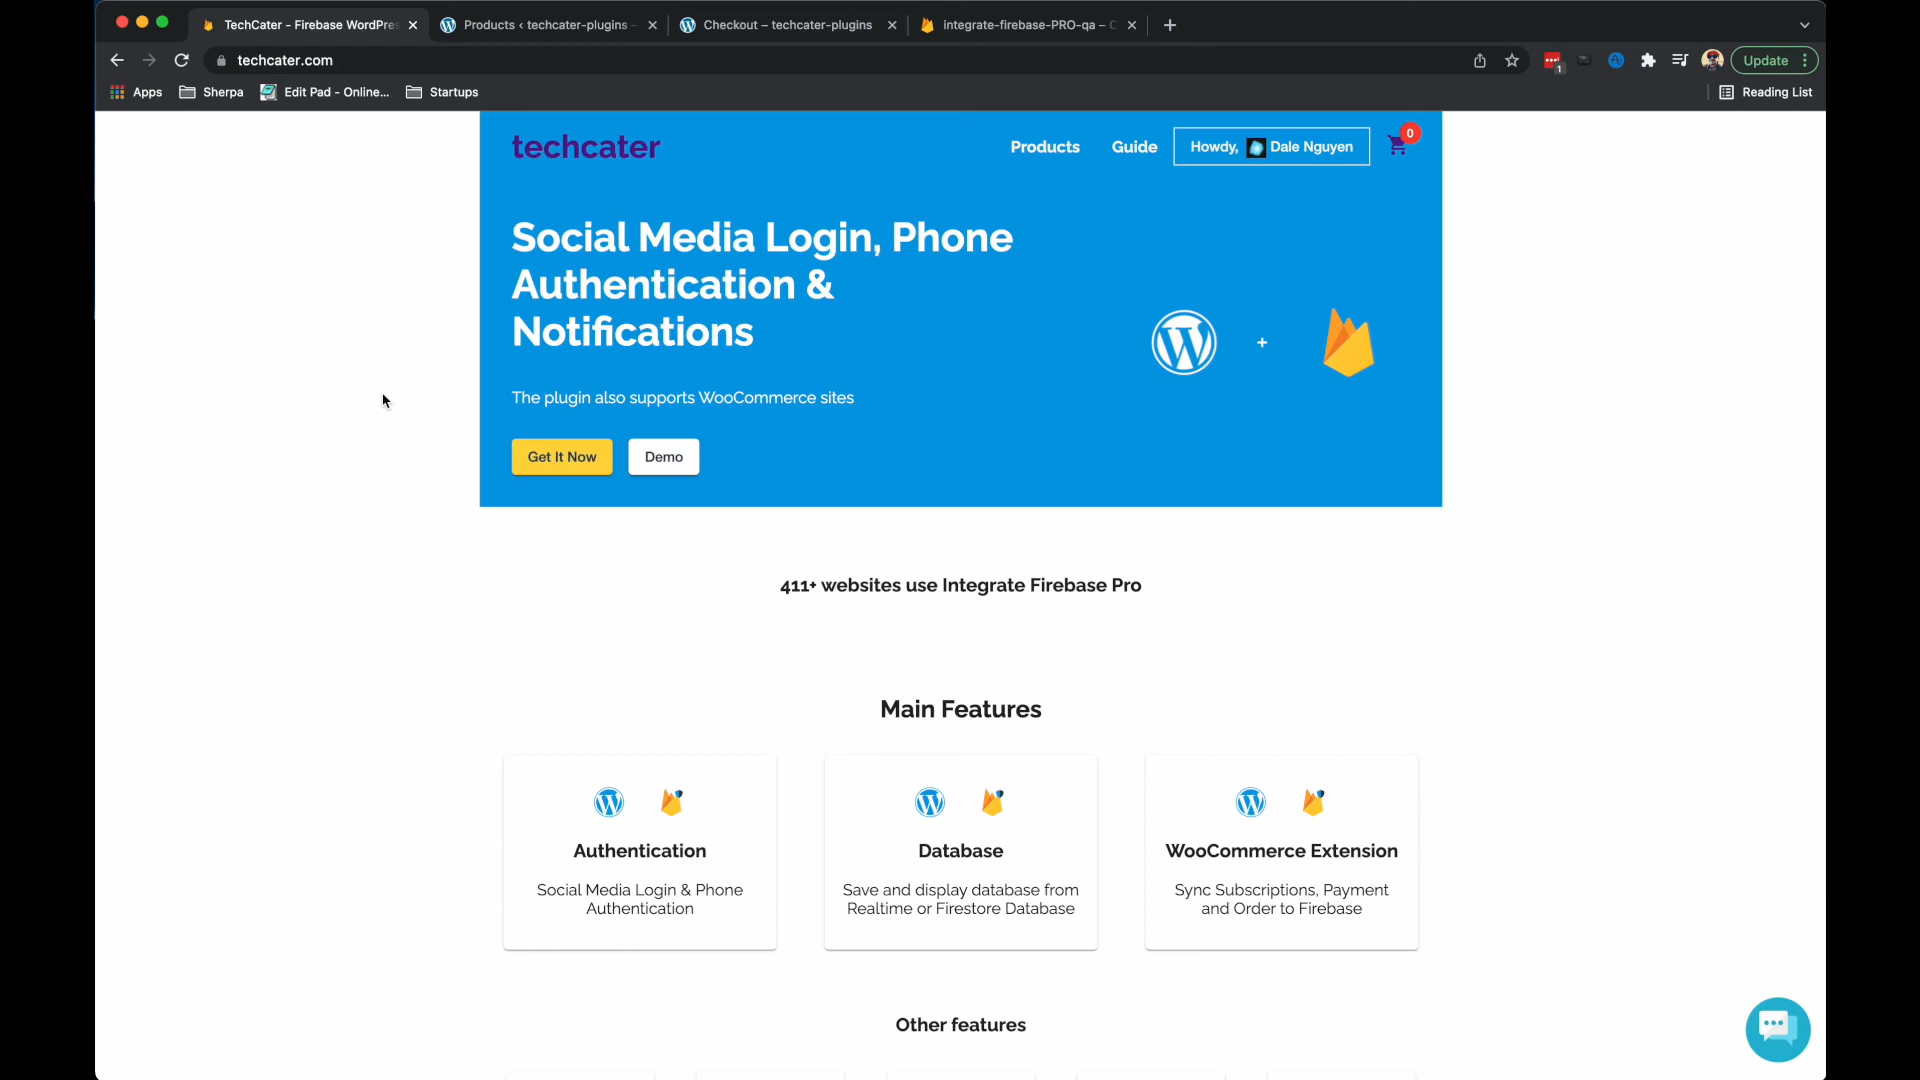 TechCater - Firebase WordPres
Products ‹ techcater-plugins –
Checkout – techcater-plugins
integrate-firebase-PRO-qa – C
techcater.com
1
Update
Apps
Sherpa
Edit Pad - Online...
Startups
Reading List
techcater
Products
Guide
Howdy, Dale Nguyen
0
Social Media Login, Phone
Authentication &
Notifications
+
The plugin also supports WooCommerce sites
Get It Now
Demo
411+ websites use Integrate Firebase Pro
Main Features
Authentication
Social Media Login & Phone
Authentication
Database
Save and display database from
Realtime or Firestore Database
WooCommerce Extension
Sync Subscriptions, Payment
and Order to Firebase
Other features